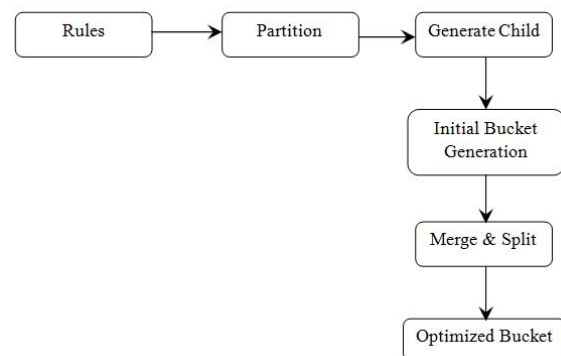 Rules
Partition
Generate Child
Initial Bucket
Generation
Merge & Split
Optimized Bucket